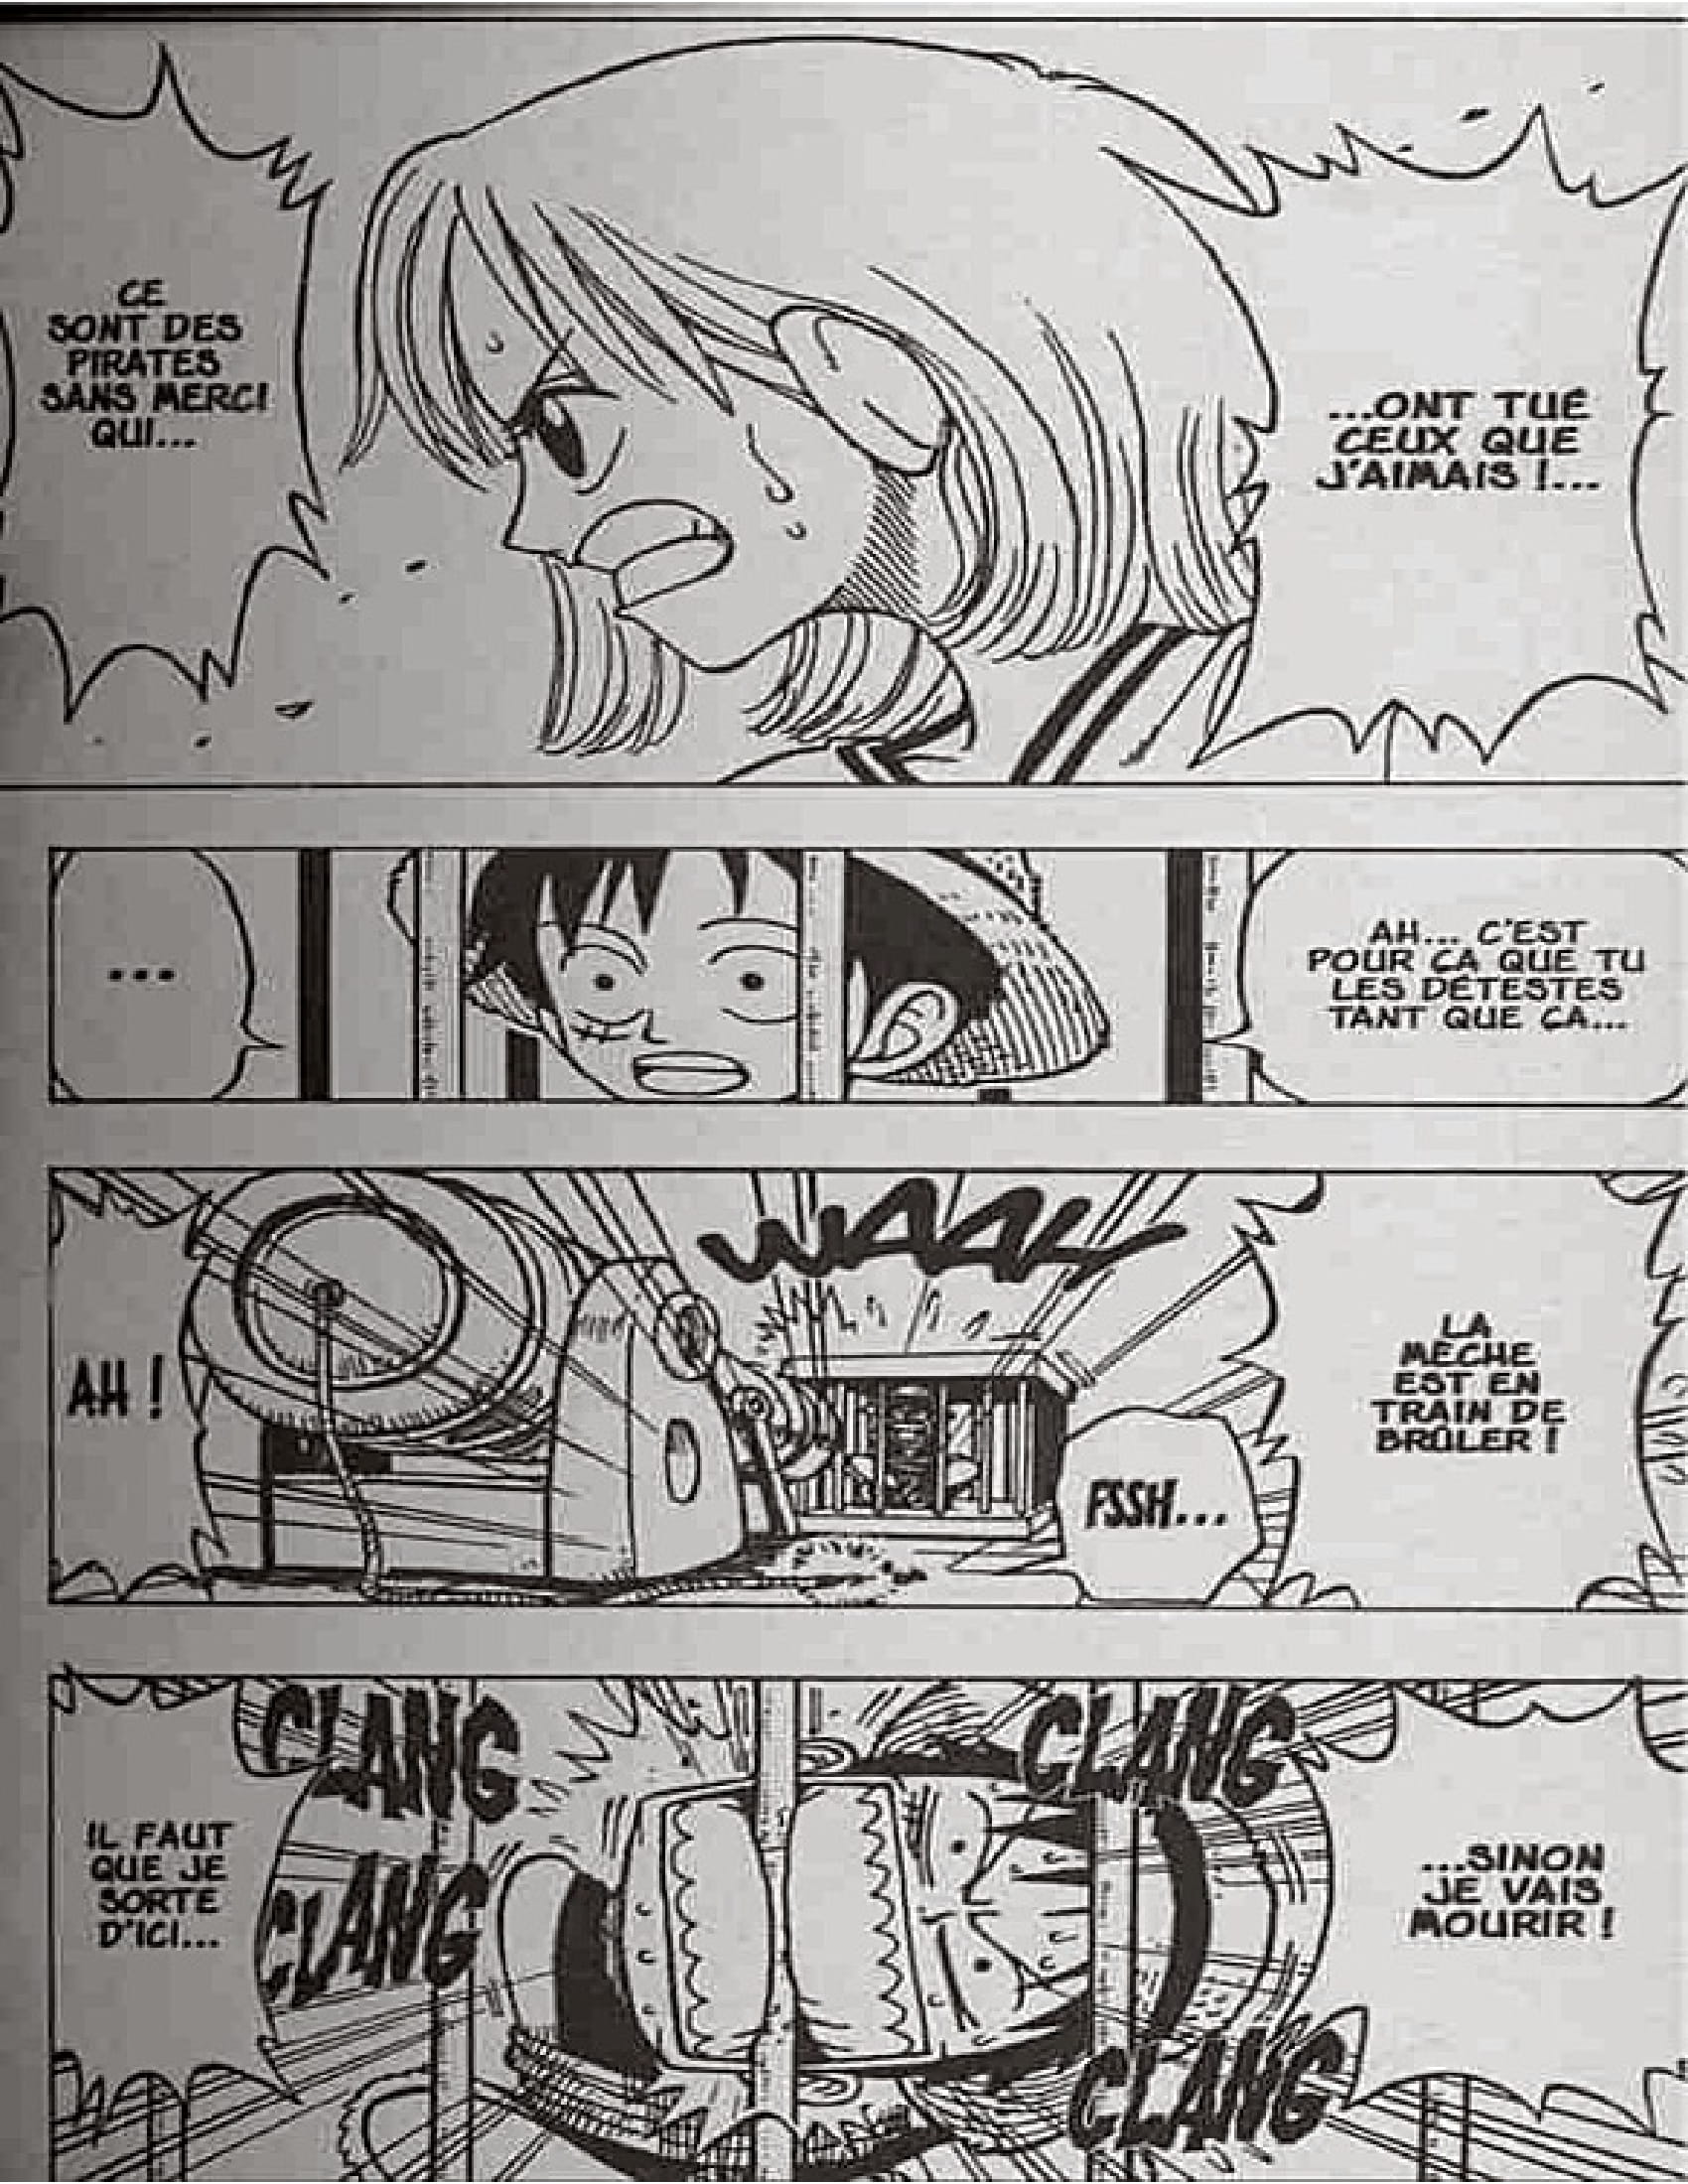 CE
SONT DES
PIRATES
SANS MERCI
QUI...
...ONT TUÉ
CEUX QUE
J'AIMAIS !...
...
AH... C'EST
POUR ÇA QUE TU
LES DÉTESTES
TANT QUE ÇA...
AH !
WAAH
FSSH...
LA
MÈCHE
EST EN
TRAIN DE
BRÛLER !
IL FAUT
QUE JE
SORTE
D'ICI...
CLANG
CLANG
CLANG
CLANG
...SINON
JE VAIS
MOURIR !